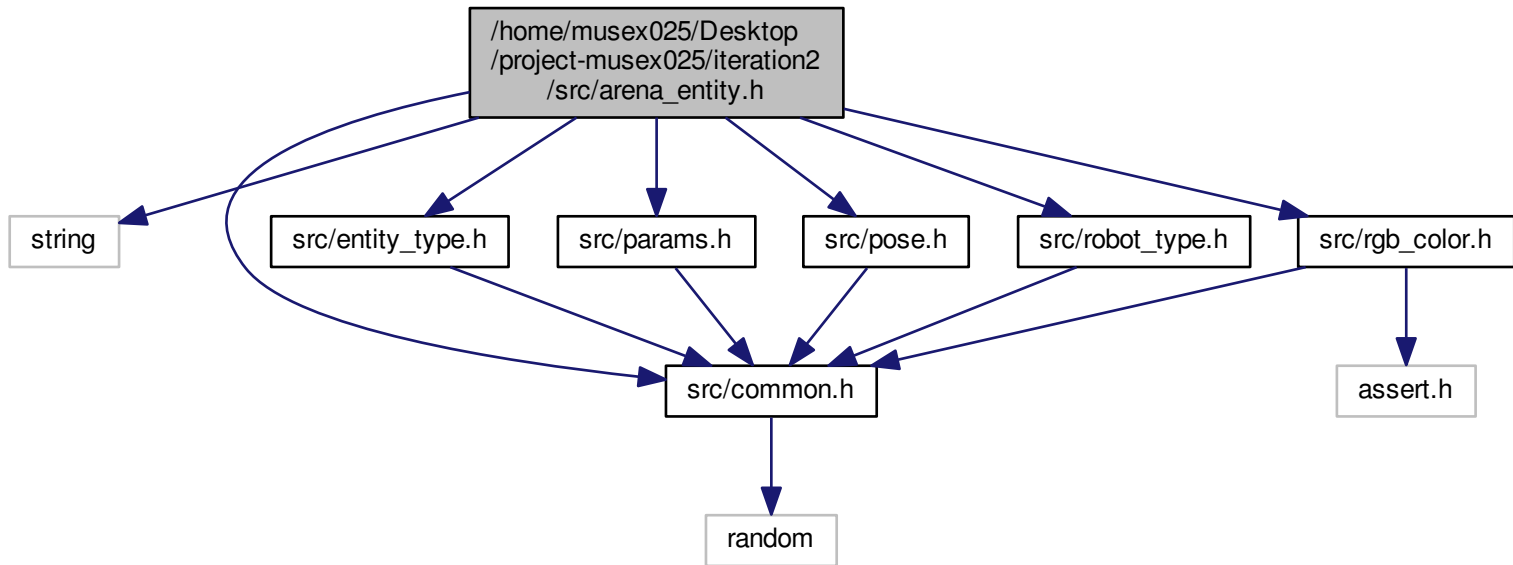 /home/musex025/Desktop
/project-musex025/iteration2
/src/arena_entity.h
string
src/entity_type.h
src/params.h
src/pose.h
src/robot_type.h
src/rgb_color.h
src/common.h
assert.h
random